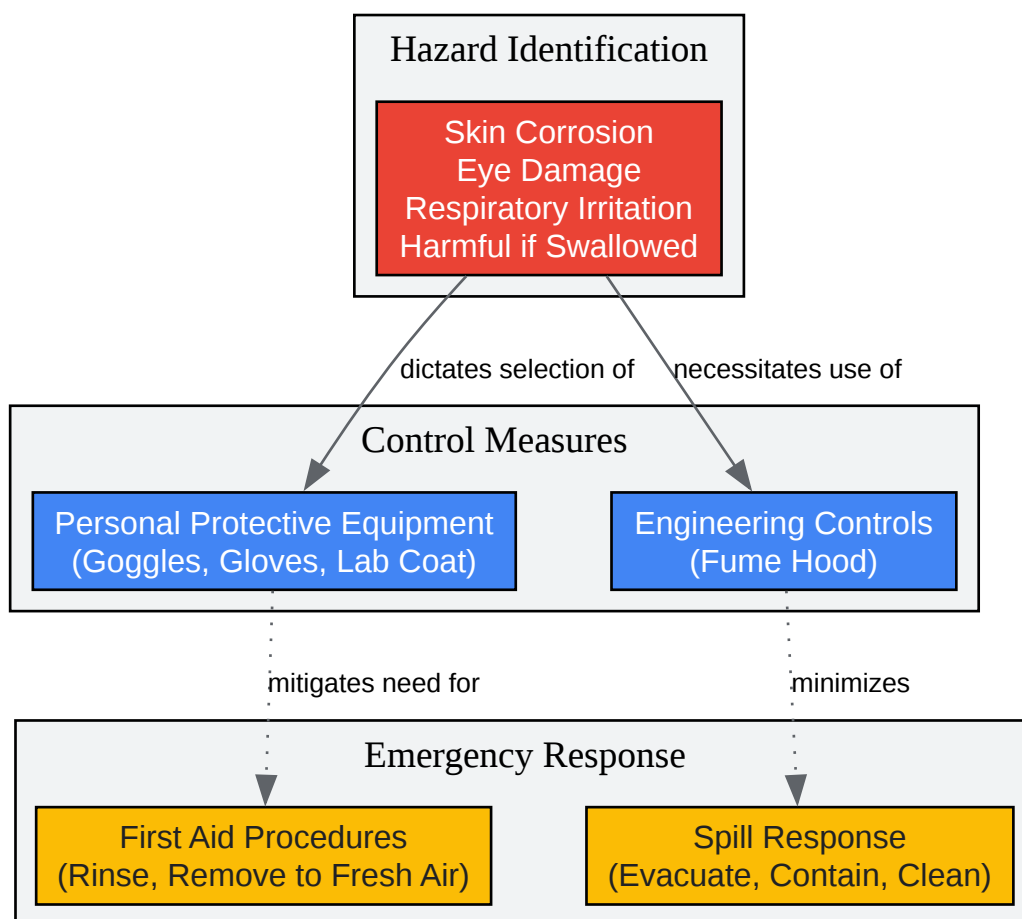 Hazard Identification
Skin Corrosion
Eye Damage
Respiratory Irritation
Harmful if Swallowed
dictates selection of
necessitates use of
Control Measures
Personal Protective Equipment
(Goggles, Gloves, Lab Coat)
Engineering Controls
(Fume Hood)
mitigates need for
minimizes
Emergency Response
First Aid Procedures
(Rinse, Remove to Fresh Air)
Spill Response
(Evacuate, Contain, Clean)